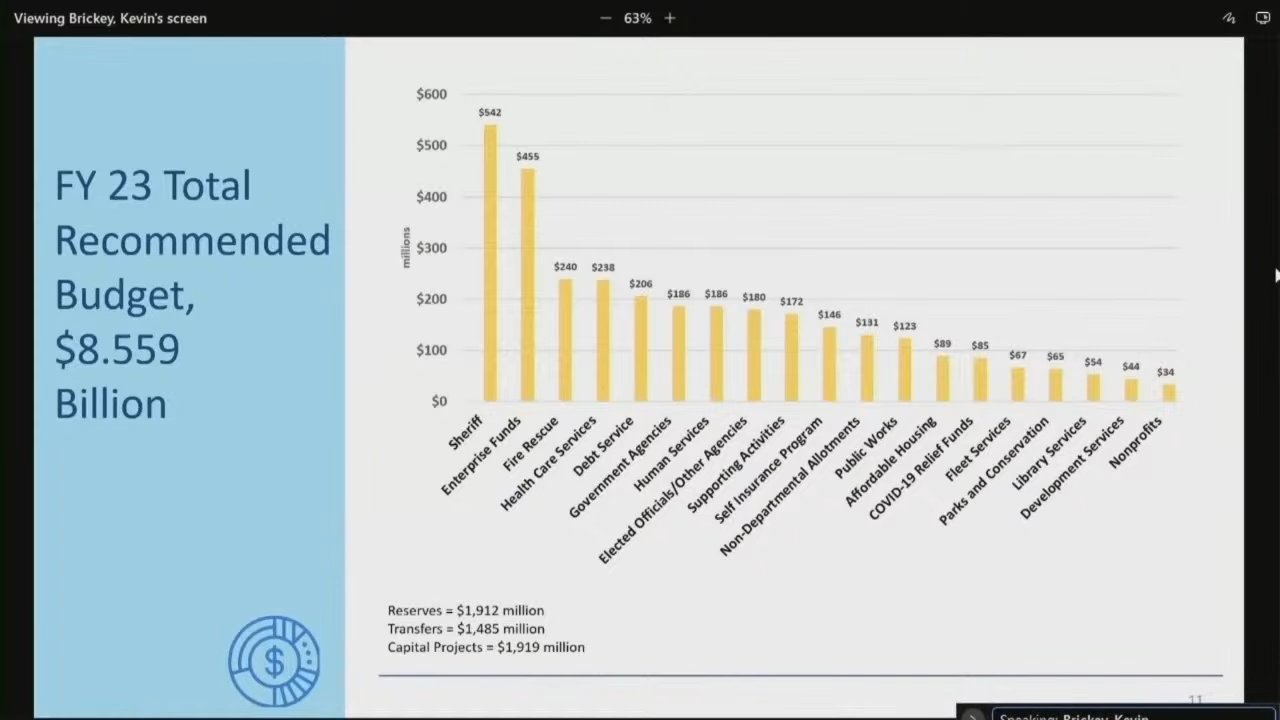 Viewing Brickey, Kevin's screen
63%
FY 23 Total
Recommended
Budget,
$8.559
Billion
millions
$600
$500
$400
$300
$200
$100
$0
$542
$455
$240
$238
$206
$186
$186
$180
$172
$146
$131
$123
$89
$85
$67
$65
$54
$44
$34
Sheriff
Enterprise Funds
Fire Rescue
Health Care Services
Debt Service
Government Agencies
Human Services
Elected Officials/Other Agencies
Supporting Activities
Self Insurance Program
Non-Departmental Allotments
Public Works
Affordable Housing
COVID-19 Relief Funds
Fleet Services
Parks and Conservation
Library Services
Development Services
Nonprofits
Reserves = $1,912 million
Transfers = $1,485 million
Capital Projects = $1,919 million
$
11
Speaking: Brickey, Kevin